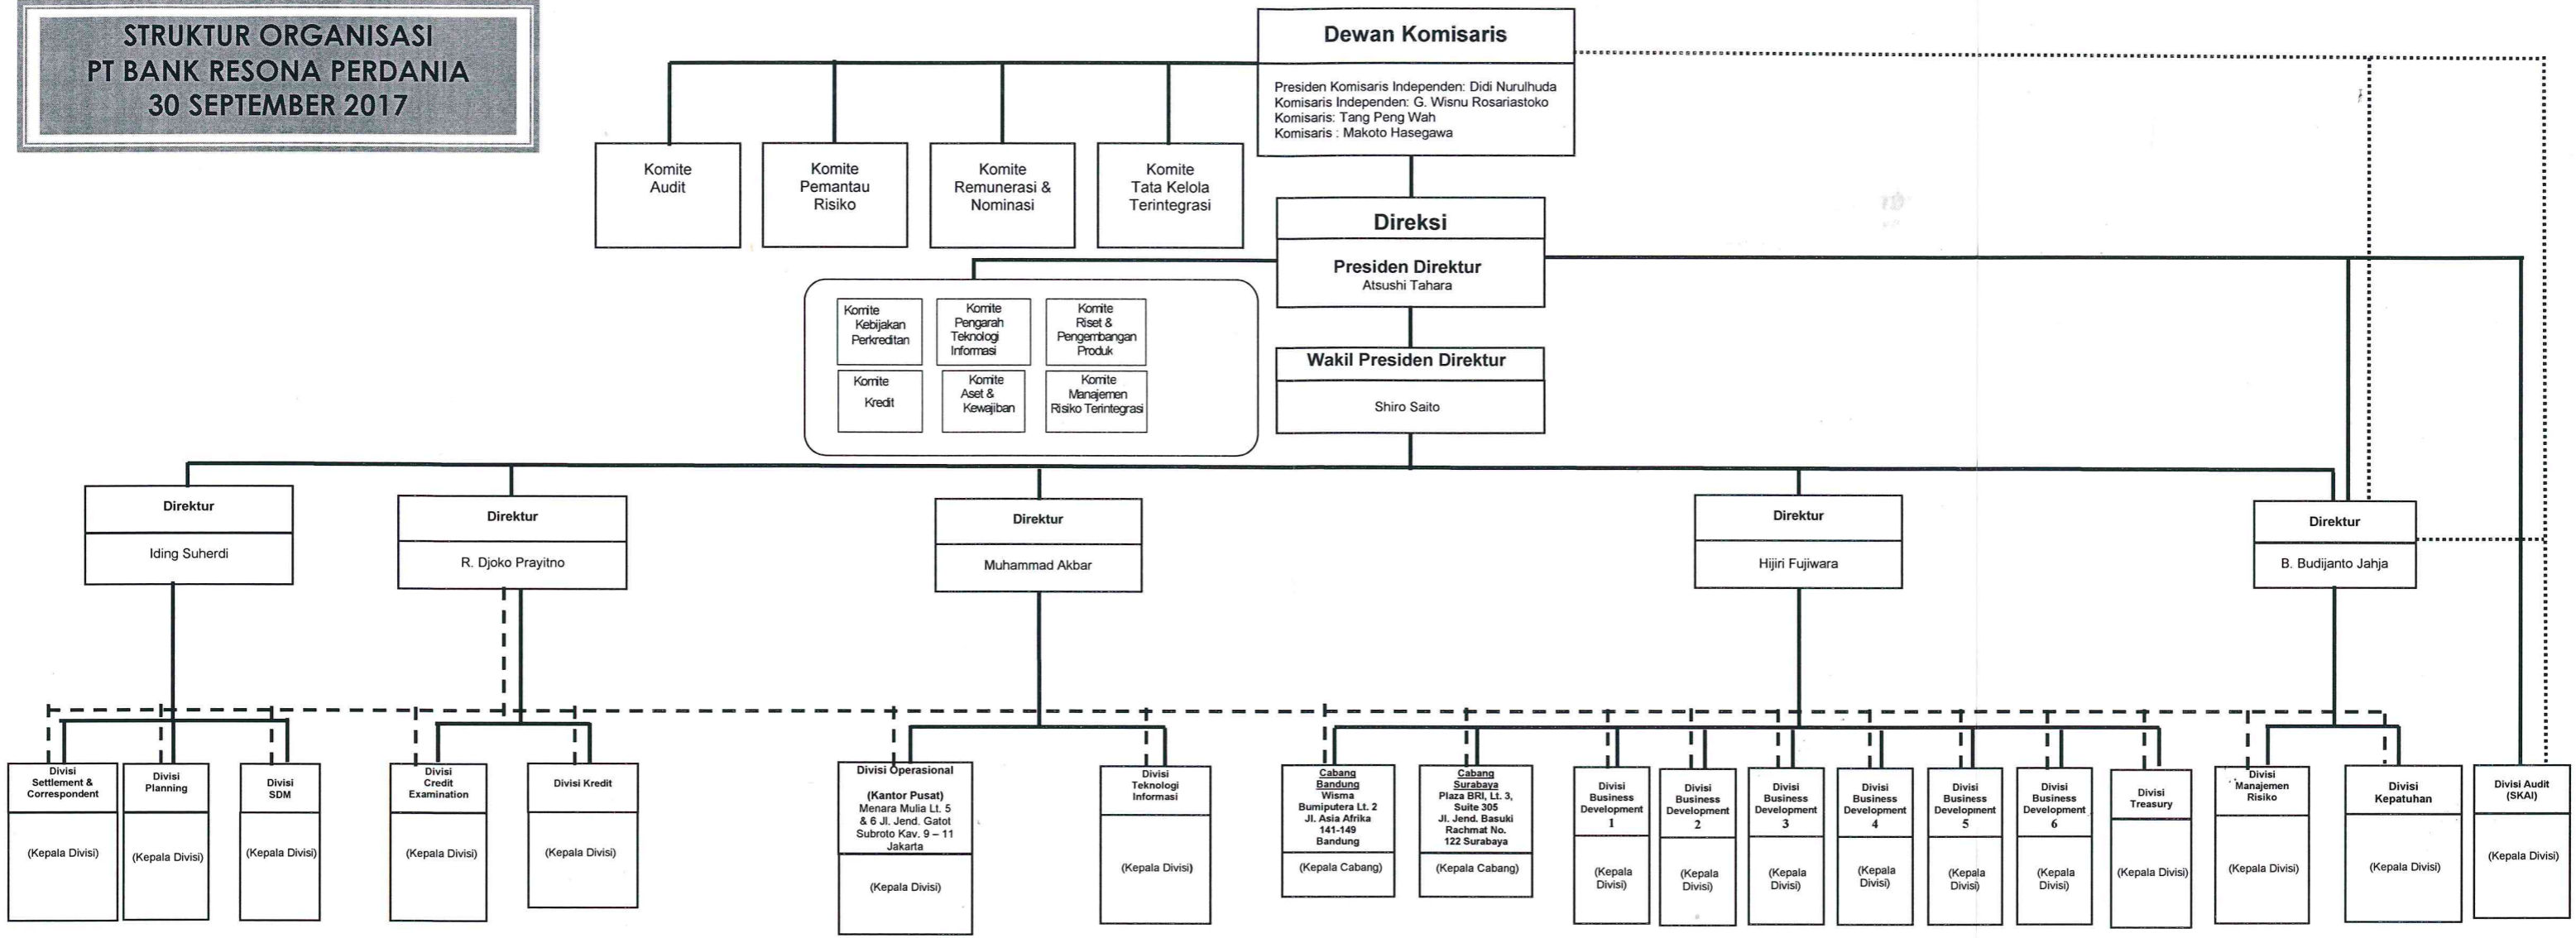 STRUKTUR ORGANISASI
PT BANK RESONA PERDANIA
30 SEPTEMBER 2017
Dewan Komisaris
Presiden Komisaris Independen: Didi Nurulhuda
Komisaris Independen: G. Wisnu Rosariastoko
Komisaris: Tang Peng Wah
Komisaris : Makoto Hasegawa
Komite
Audit
Komite
Pemantau
Risiko
Komite
Remunerasi &
Nominasi
Komite
Tata Kelola
Terintegrasi
Direksi
Presiden Direktur
Atsushi Tahara
Komite
Kebijakan
Perkreditan
Komite
Pengarah
Teknologi
Informasi
Komite
Riset &
Pengembangan
Produk
Komite
Kredit
Komite
Aset &
Kewajiban
Komite
Manajemen
Risiko Terintegrasi
Wakil Presiden Direktur
Shiro Saito
Direktur
Iding Suherdi
Direktur
R. Djoko Prayitno
Direktur
Muhammad Akbar
Direktur
Hijiri Fujiwara
Direktur
B. Budijanto Jahja
Divisi
Settlement &
Correspondent
(Kepala Divisi)
Divisi
Planning
(Kepala Divisi)
Divisi
SDM
(Kepala Divisi)
Divisi
Credit
Examination
(Kepala Divisi)
Divisi Kredit
(Kepala Divisi)
Divisi Operasional
(Kantor Pusat)
Menara Mulia Lt. 5
& 6 Jl. Jend. Gatot
Subroto Kav. 9 – 11
Jakarta
(Kepala Divisi)
Divisi
Teknologi
Informasi
(Kepala Divisi)
Cabang
Bandung
Wisma
Bumiputera Lt. 2
Jl. Asia Afrika
141-149
Bandung
(Kepala Cabang)
Cabang
Surabaya
Plaza BRI, Lt. 3,
Suite 305
Jl. Jend. Basuki
Rachmat No.
122 Surabaya
(Kepala Cabang)
Divisi
Business
Development
1
(Kepala
Divisi)
Divisi
Business
Development
2
(Kepala
Divisi)
Divisi
Business
Development
3
(Kepala
Divisi)
Divisi
Business
Development
4
(Kepala
Divisi)
Divisi
Business
Development
5
(Kepala
Divisi)
Divisi
Business
Development
6
(Kepala
Divisi)
Divisi
Treasury
(Kepala Divisi)
Divisi
Manajemen
Risiko
(Kepala Divisi)
Divisi
Kepatuhan
(Kepala Divisi)
Divisi Audit
(SKAI)
(Kepala Divisi)